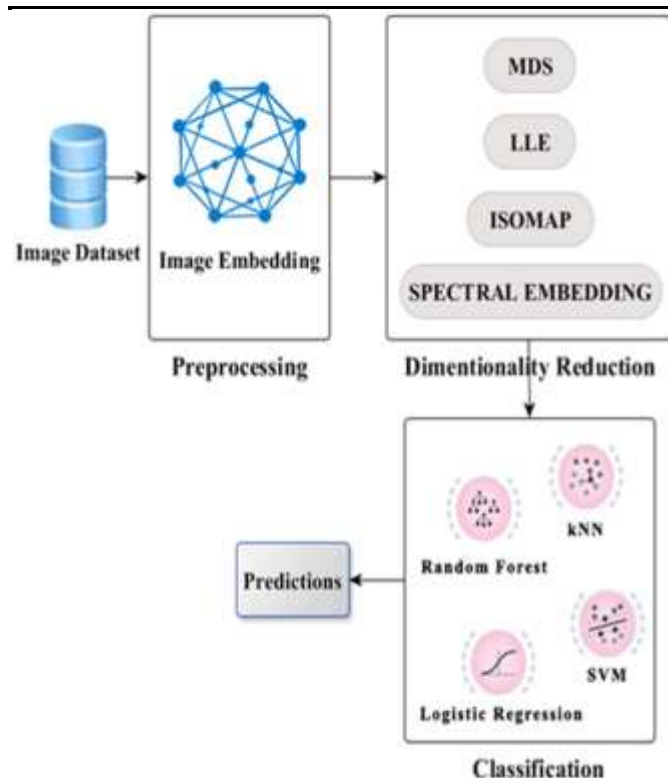 Image Dataset
Image Embedding
Preprocessing
MDS
LLE
ISOMAP
SPECTRAL EMBEDDING
Dimentionality Reduction
kNN
Random Forest
SVM
Logistic Regression
Classification
Predictions